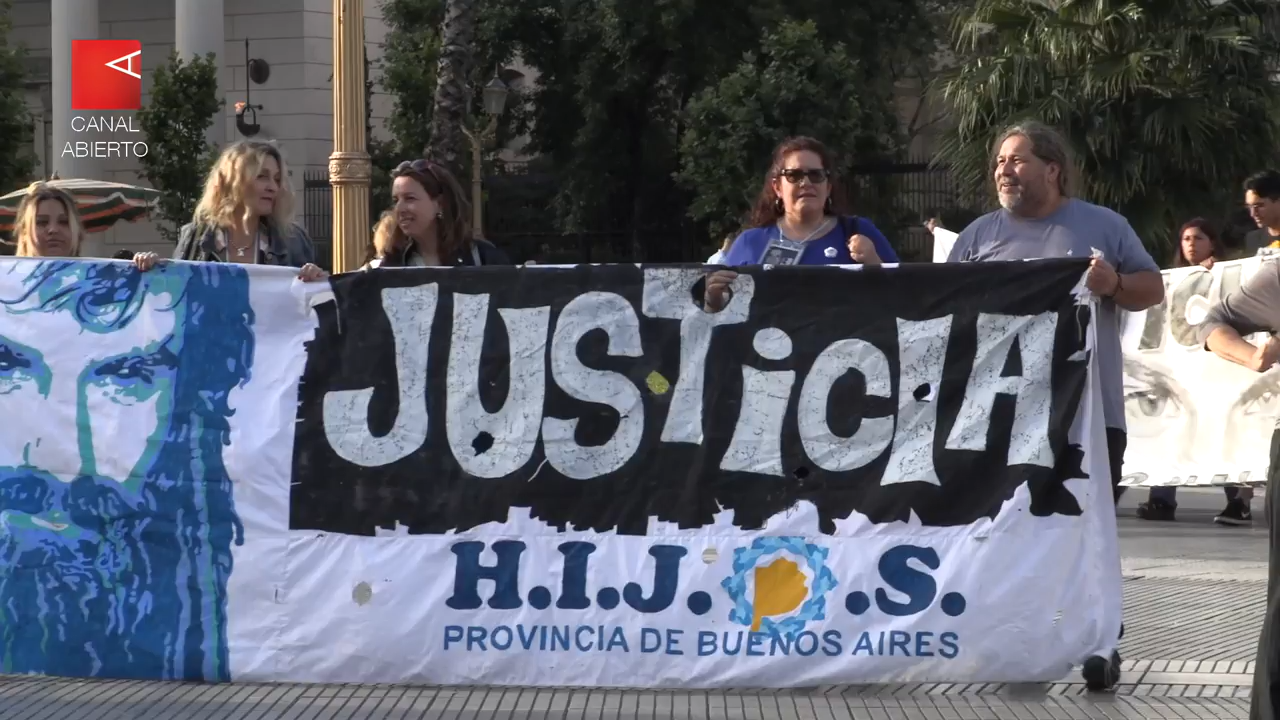 CANAL
ABIERTO
JUSTiCIA
H.I.J.O.S.
PROVINCIA DE BUENOS AIRES